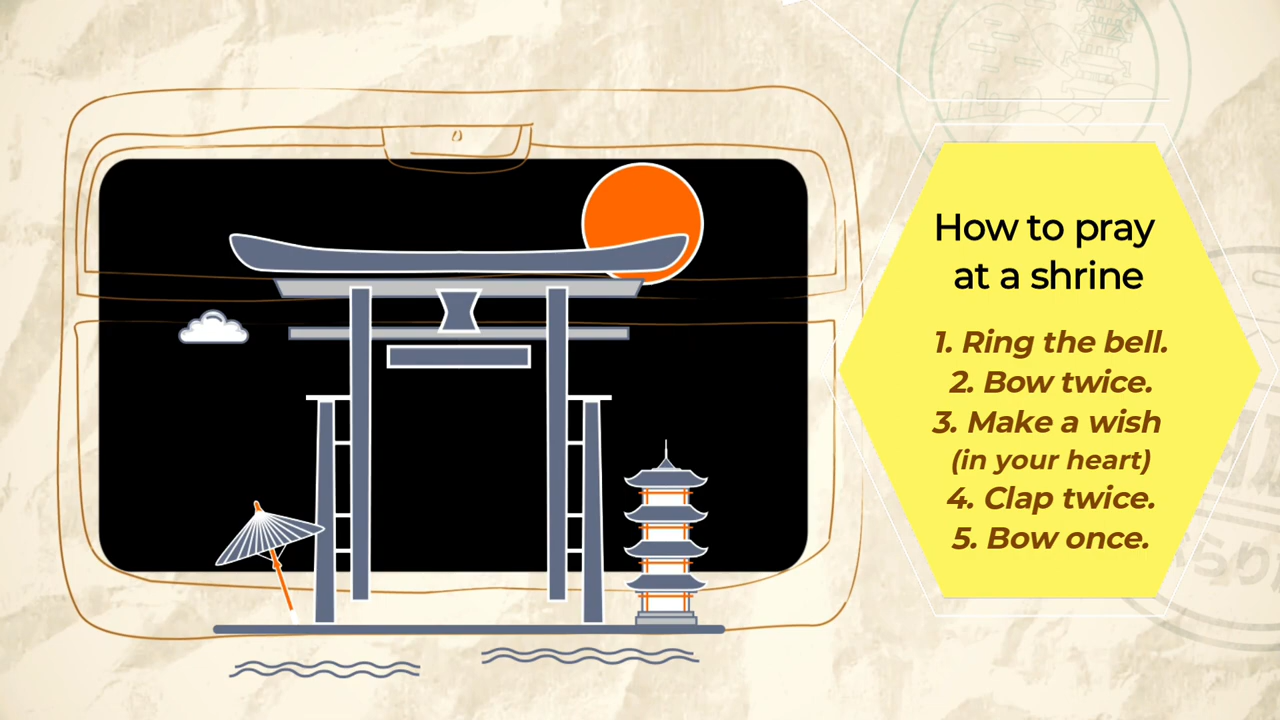 How to pray
at a shrine
1. Ring the bell.
2. Bow twice.
3. Make a wish
(in your heart)
4. Clap twice.
5. Bow once.